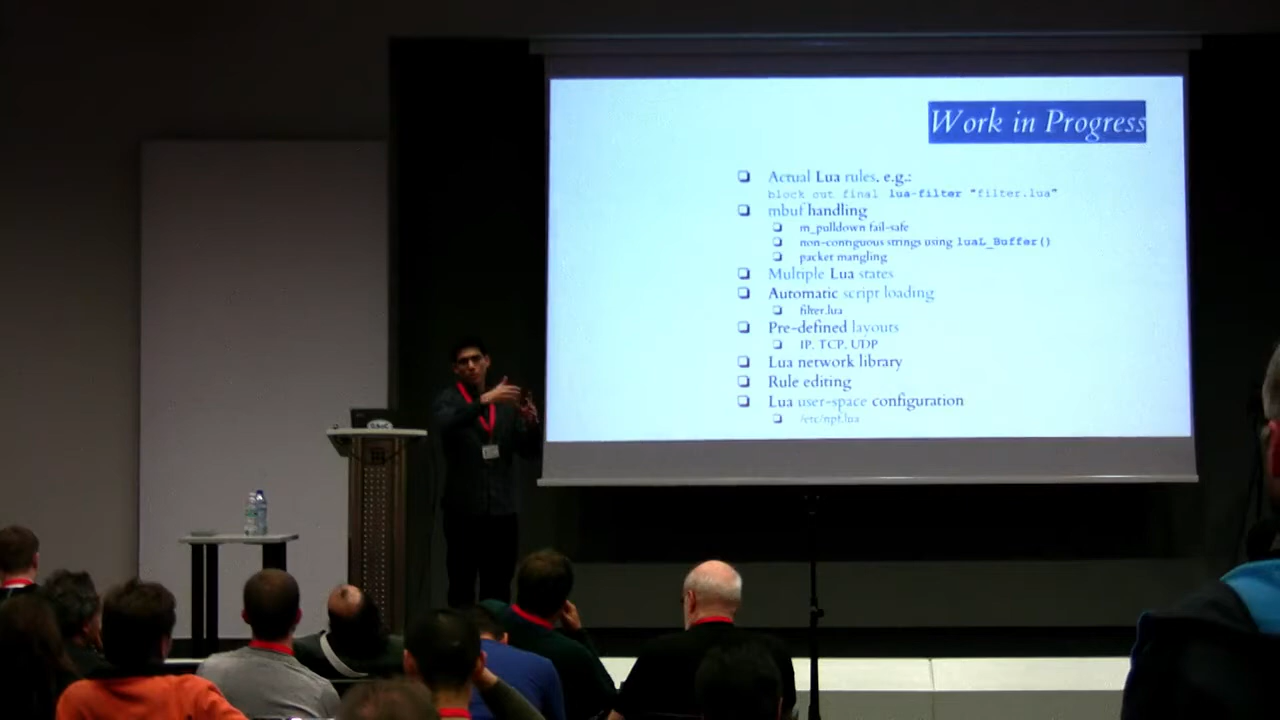 Work in Progress
❑ Actual Lua rules, e.g.:
block out final lua-filter "filter.lua"
❑ mbuf handling
❑ m_pulldown fail-safe
❑ non-contiguous strings using luaL_Buffer()
❑ packet mangling
❑ Multiple Lua states
❑ Automatic script loading
❑ filter.lua
❑ Pre-defined layouts
❑ IP, TCP, UDP
❑ Lua network library
❑ Rule editing
❑ Lua user-space configuration
❑ /etc/npf.lua